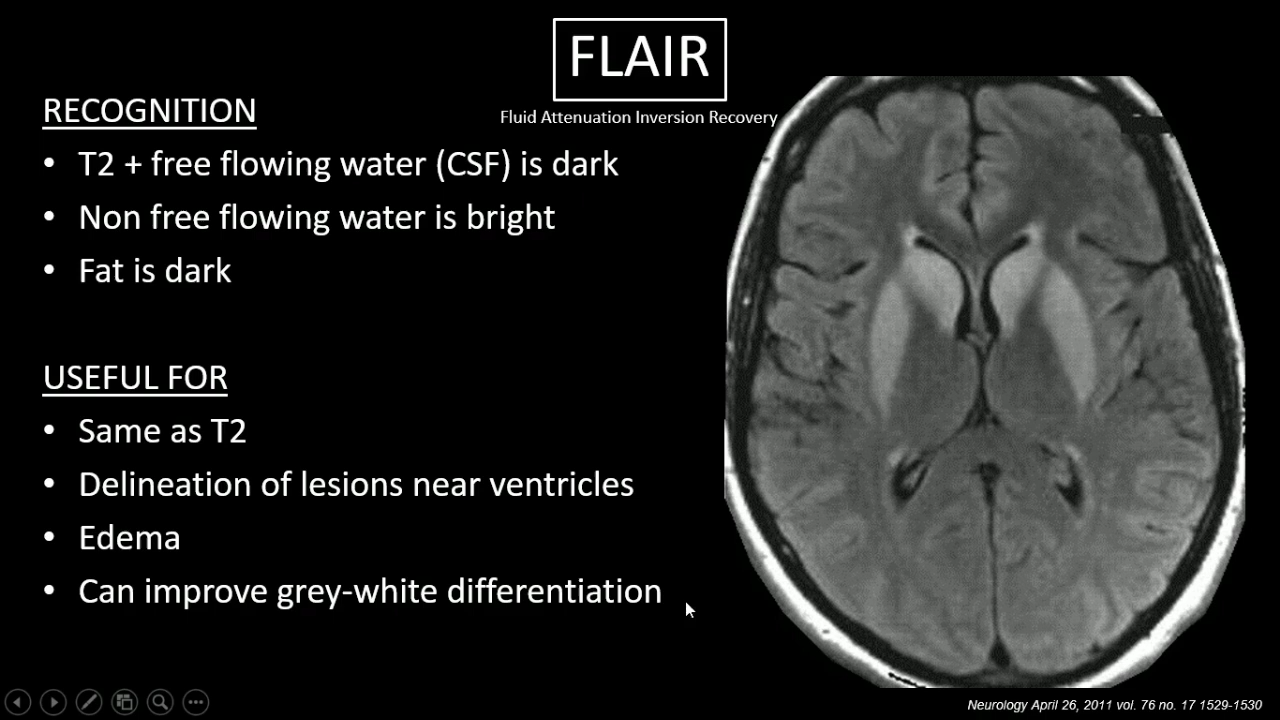 FLAIR
Fluid Attenuation Inversion Recovery
RECOGNITION
• T2 + free flowing water (CSF) is dark
• Non free flowing water is bright
• Fat is dark
USEFUL FOR
• Same as T2
• Delineation of lesions near ventricles
• Edema
• Can improve grey-white differentiation
Neurology April 26, 2011 vol. 76 no. 17 1529-1530